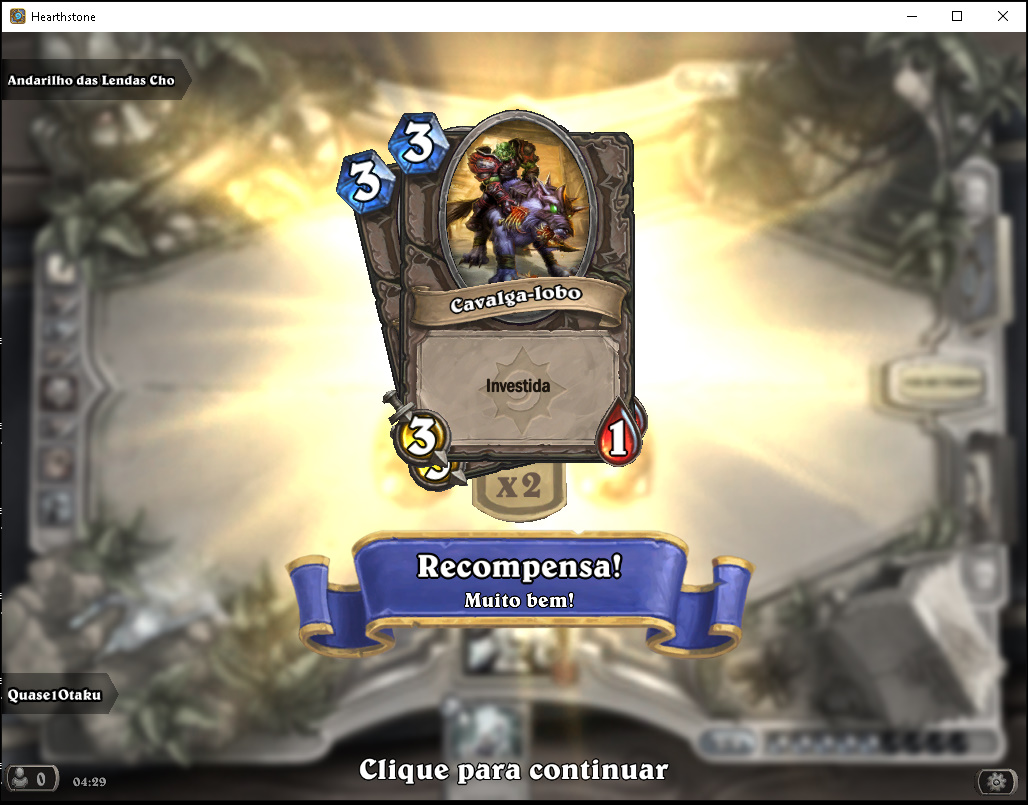 Hearthstone
Andarilho das Lendas Cho
3
3
Cavalga-lobo
Investida
3
1
x2
Recompensa!
Muito bem!
Quase1Otaku
Clique para continuar
0
04:29